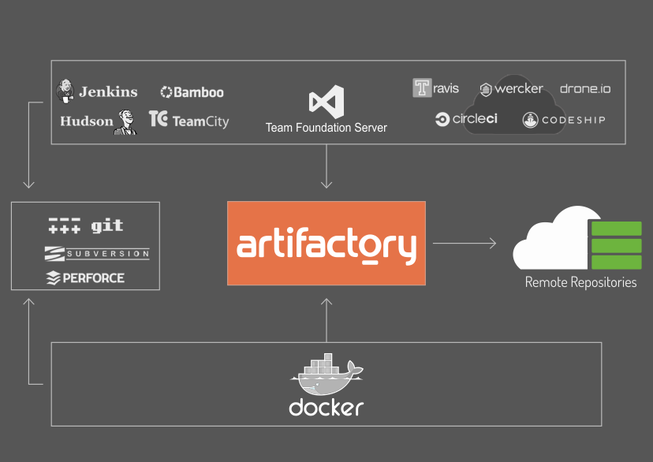 Jenkins
Bamboo
Hudson
TC TeamCity
Team Foundation Server
Travis
wercker
drone.io
circleci
CODESHIP
git
SUBVERSION
PERFORCE
artifactory
Remote Repositories
docker